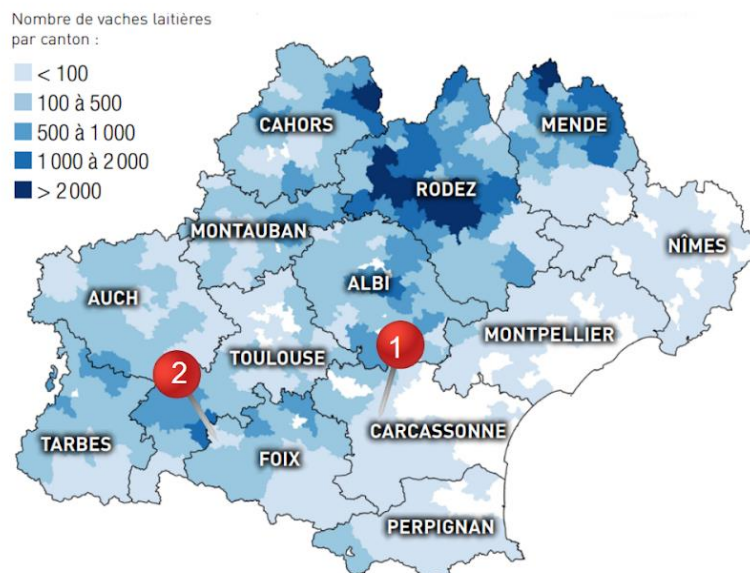 Nombre de vaches laitières
par canton :
< 100
100 à 500
500 à 1 000
1 000 à 2 000
> 2 000
CAHORS
MENDE
RODEZ
MONTAUBAN
NÎMES
ALBI
AUCH
MONTPELLIER
TOULOUSE
1
2
CARCASSONNE
TARBES
FOIX
PERPIGNAN